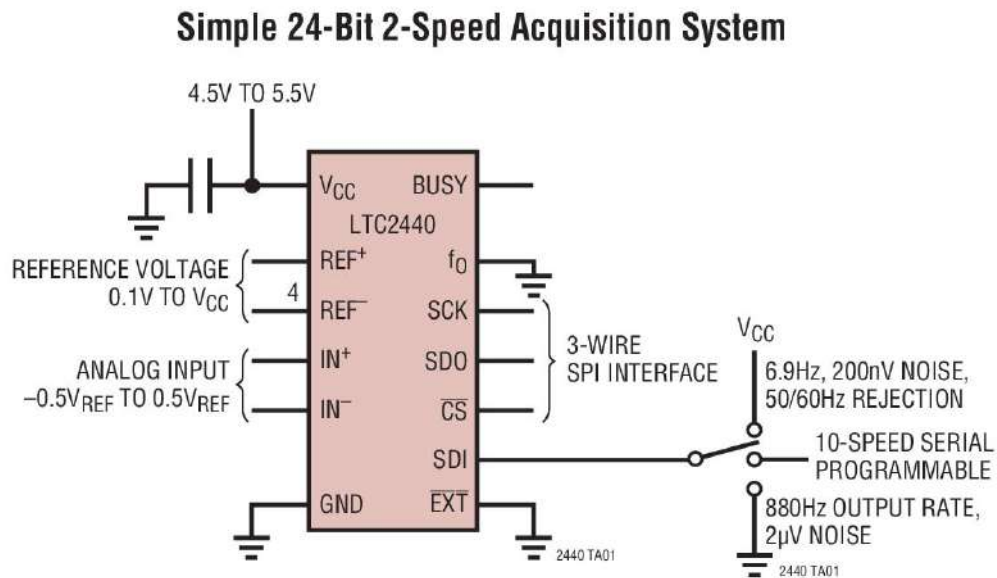 Simple 24-Bit 2-Speed Acquisition System
4.5V TO 5.5V
VCC
BUSY
LTC2440
REFERENCE VOLTAGE
0.1V TO VCC
REF+
fO
4
REF–
SCK
ANALOG INPUT
–0.5VREF TO 0.5VREF
IN+
SDO
IN–
CS
3-WIRE
SPI INTERFACE
SDI
GND
EXT
2440 TA01
VCC
6.9Hz, 200nV NOISE,
50/60Hz REJECTION
10-SPEED SERIAL
PROGRAMMABLE
880Hz OUTPUT RATE,
2µV NOISE
2440 TA01